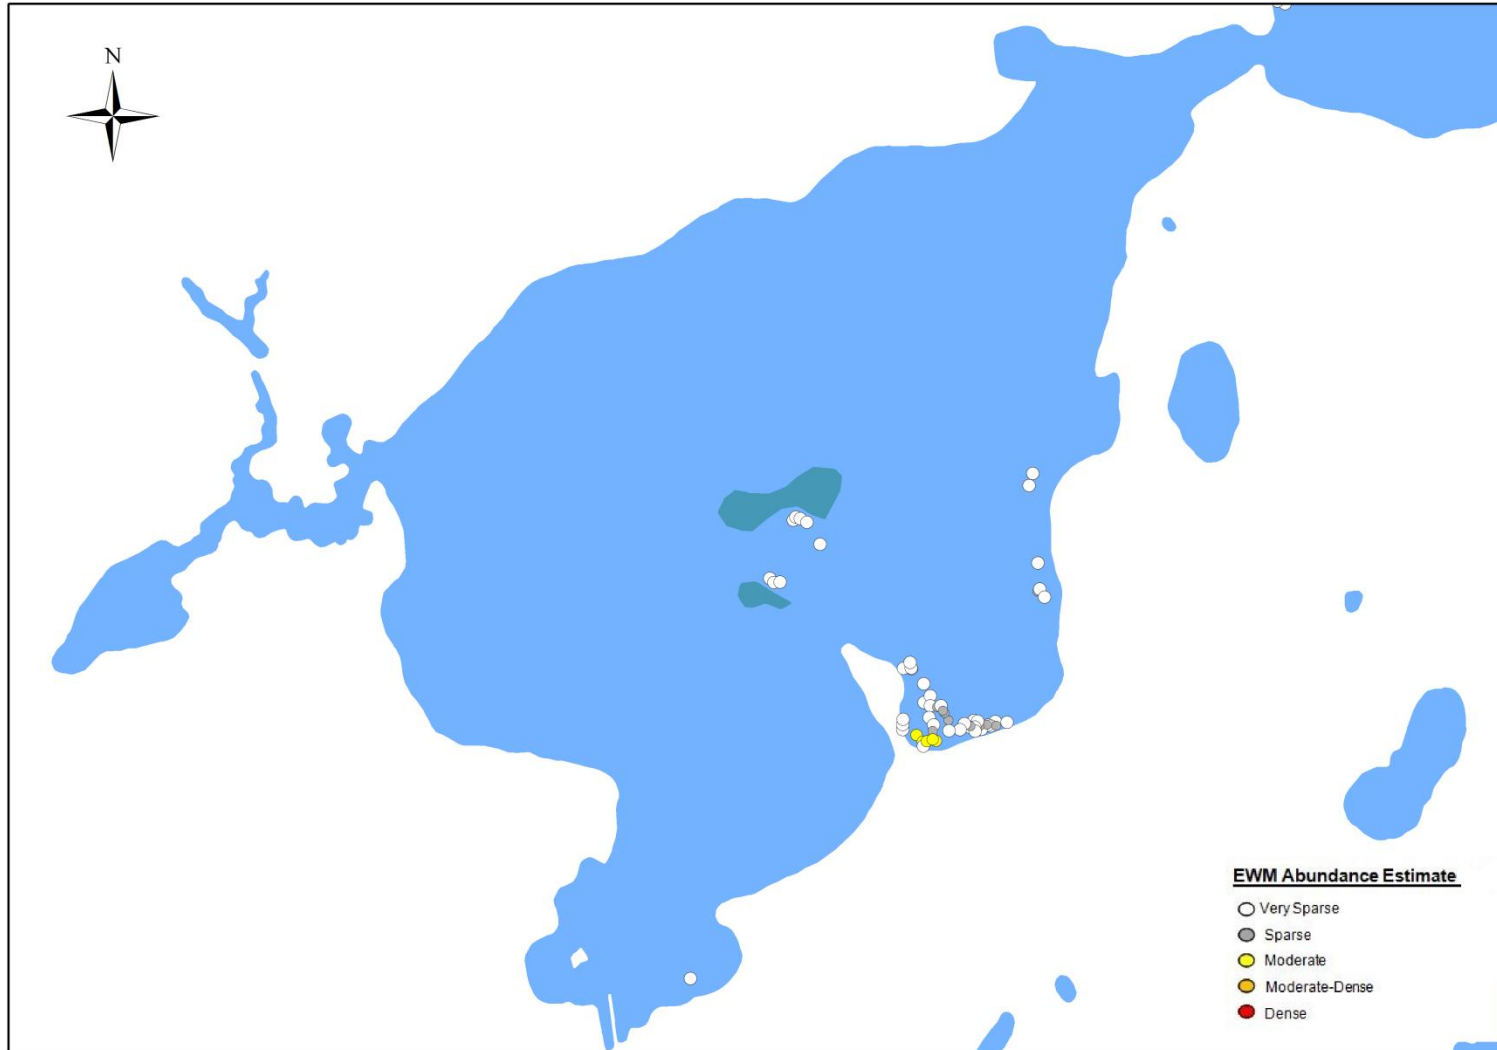 N
EWM Abundance Estimate
Very Sparse
Sparse
Moderate
Moderate-Dense
Dense